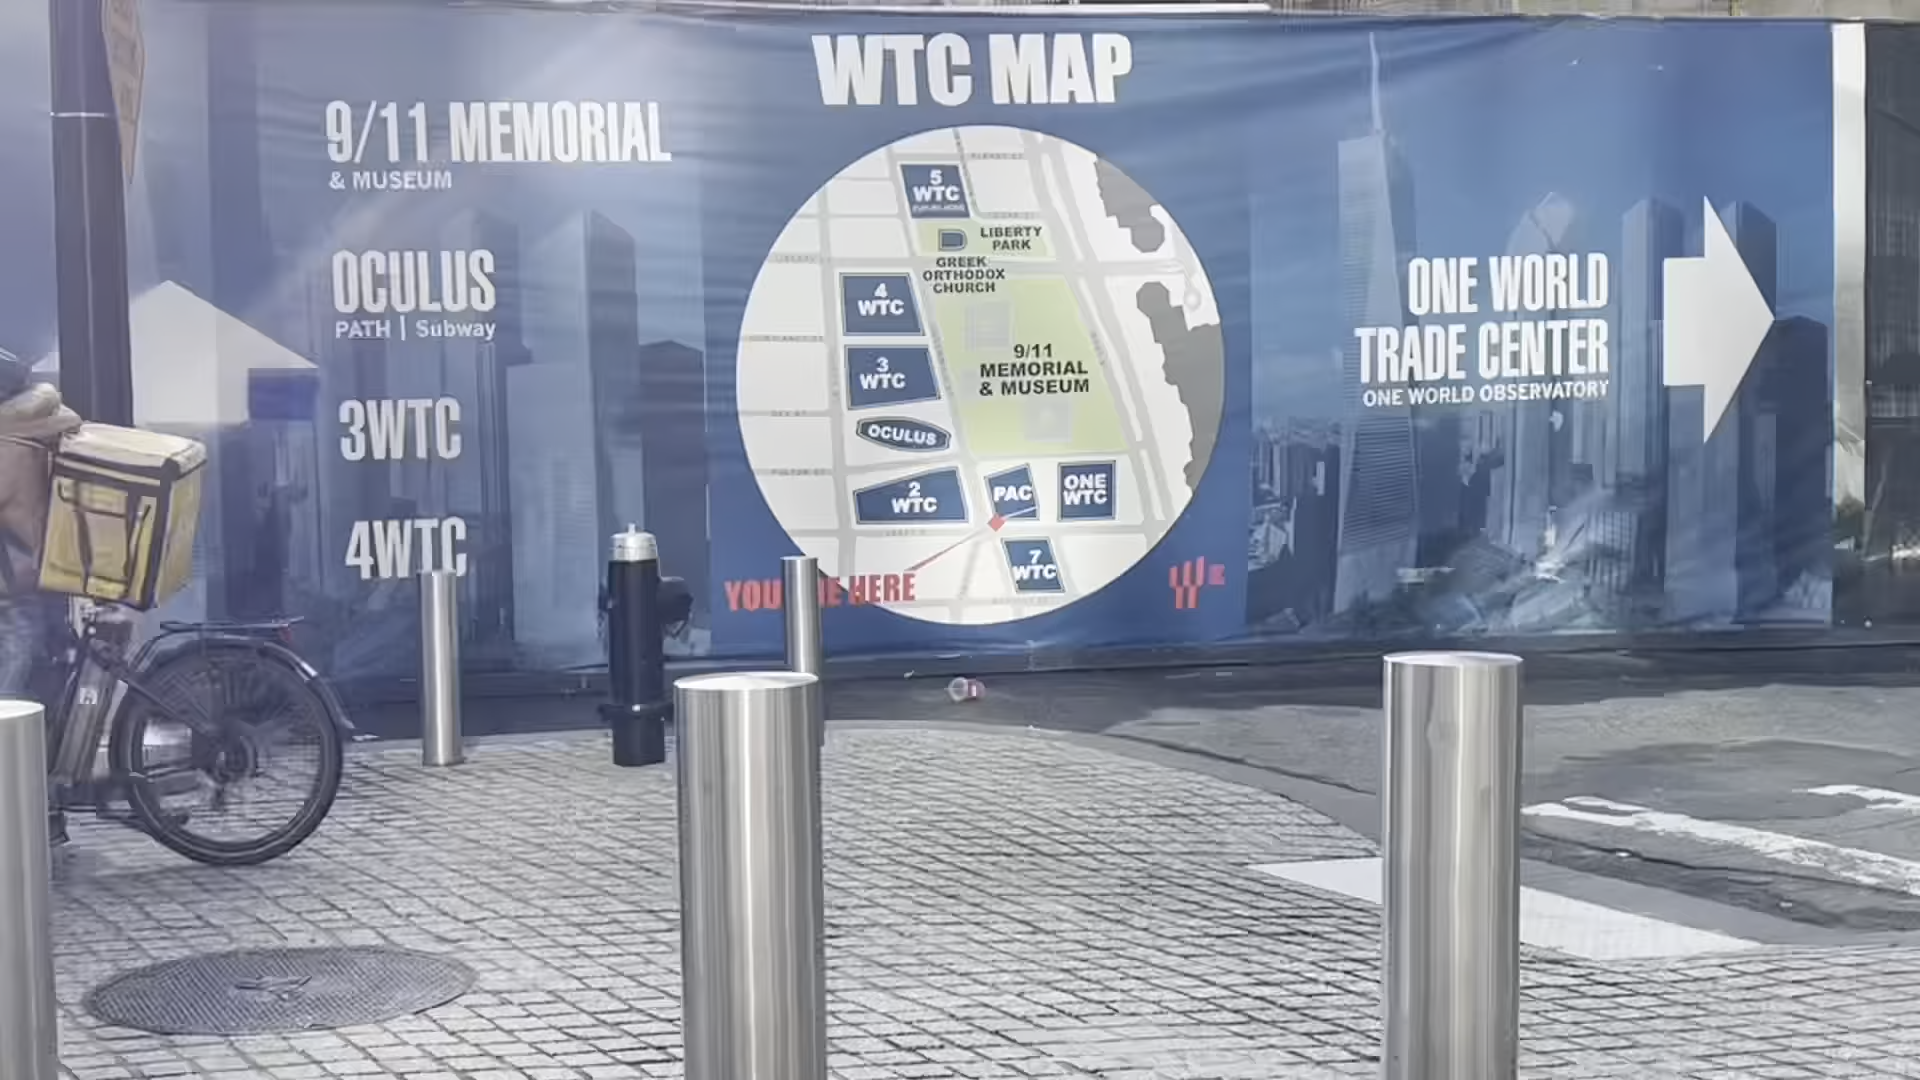 WTC MAP
9/11 MEMORIAL
& MUSEUM
OCULUS
PATH | Subway
3WTC
4WTC
5
WTC
LIBERTY
PARK
GREEK
ORTHODOX
CHURCH
4
WTC
3
WTC
9/11
MEMORIAL
& MUSEUM
OCULUS
2
WTC
PAC
ONE
WTC
7
WTC
YOU HERE
ONE WORLD
TRADE CENTER
ONE WORLD OBSERVATORY